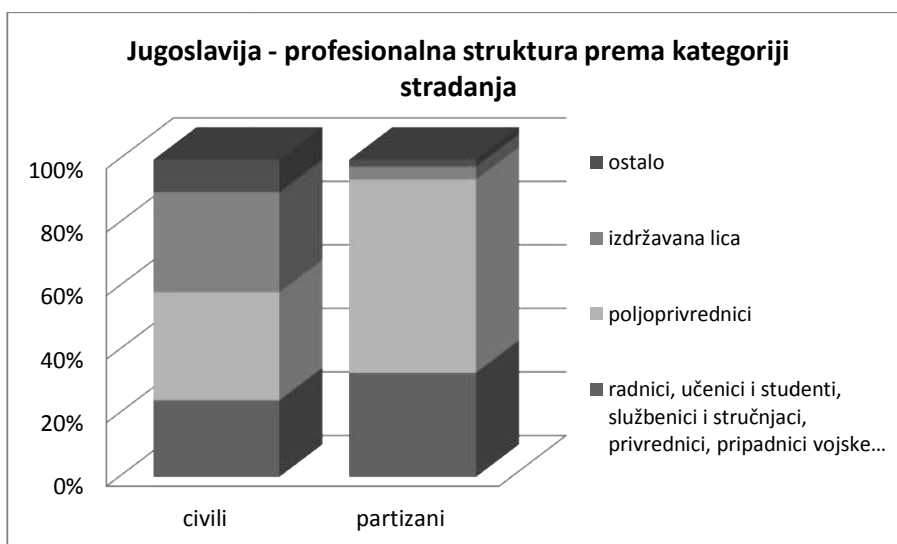 Jugoslavija - profesionalna struktura prema kategoriji
stradanja
100%
80%
60%
40%
20%
0%
civili
partizani
ostalo
izdržavana lica
poljoprivrednici
radnici, učenici i studenti,
službenici i stručnjaci,
privrednici, pripadnici vojske…